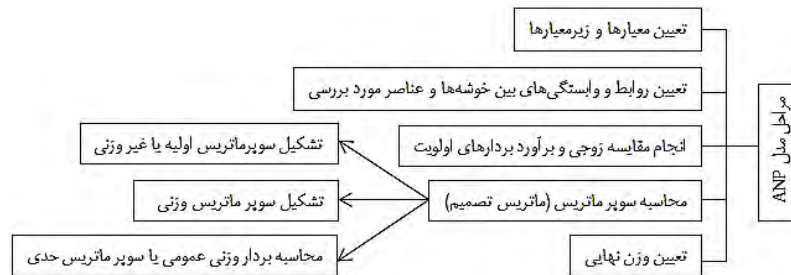 مراحل مدل ANP
تعیین معیارها و زیرمعیارها
تعیین روابط و وابستگی‌های بین خوشه‌ها و عناصر مورد بررسی
انجام مقایسه زوجی و برآورد بردارهای اولویت
محاسبه سوپر ماتریس (ماتریس تصمیم)
تشکیل سوپرماتریس اولیه یا غیر وزنی
تشکیل سوپر ماتریس وزنی
محاسبه بردار وزنی عمومی یا سوپر ماتریس حدی
تعیین وزن نهایی